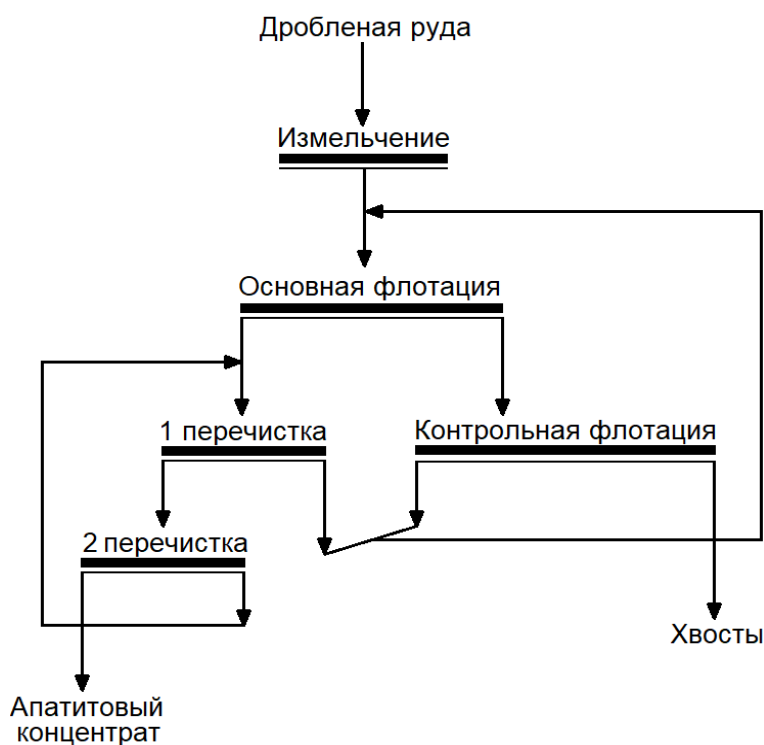 Дробленая руда
Измельчение
Основная флотация
1 перечистка
Контрольная флотация
2 перечистка
Хвосты
Апатитовый
концентрат